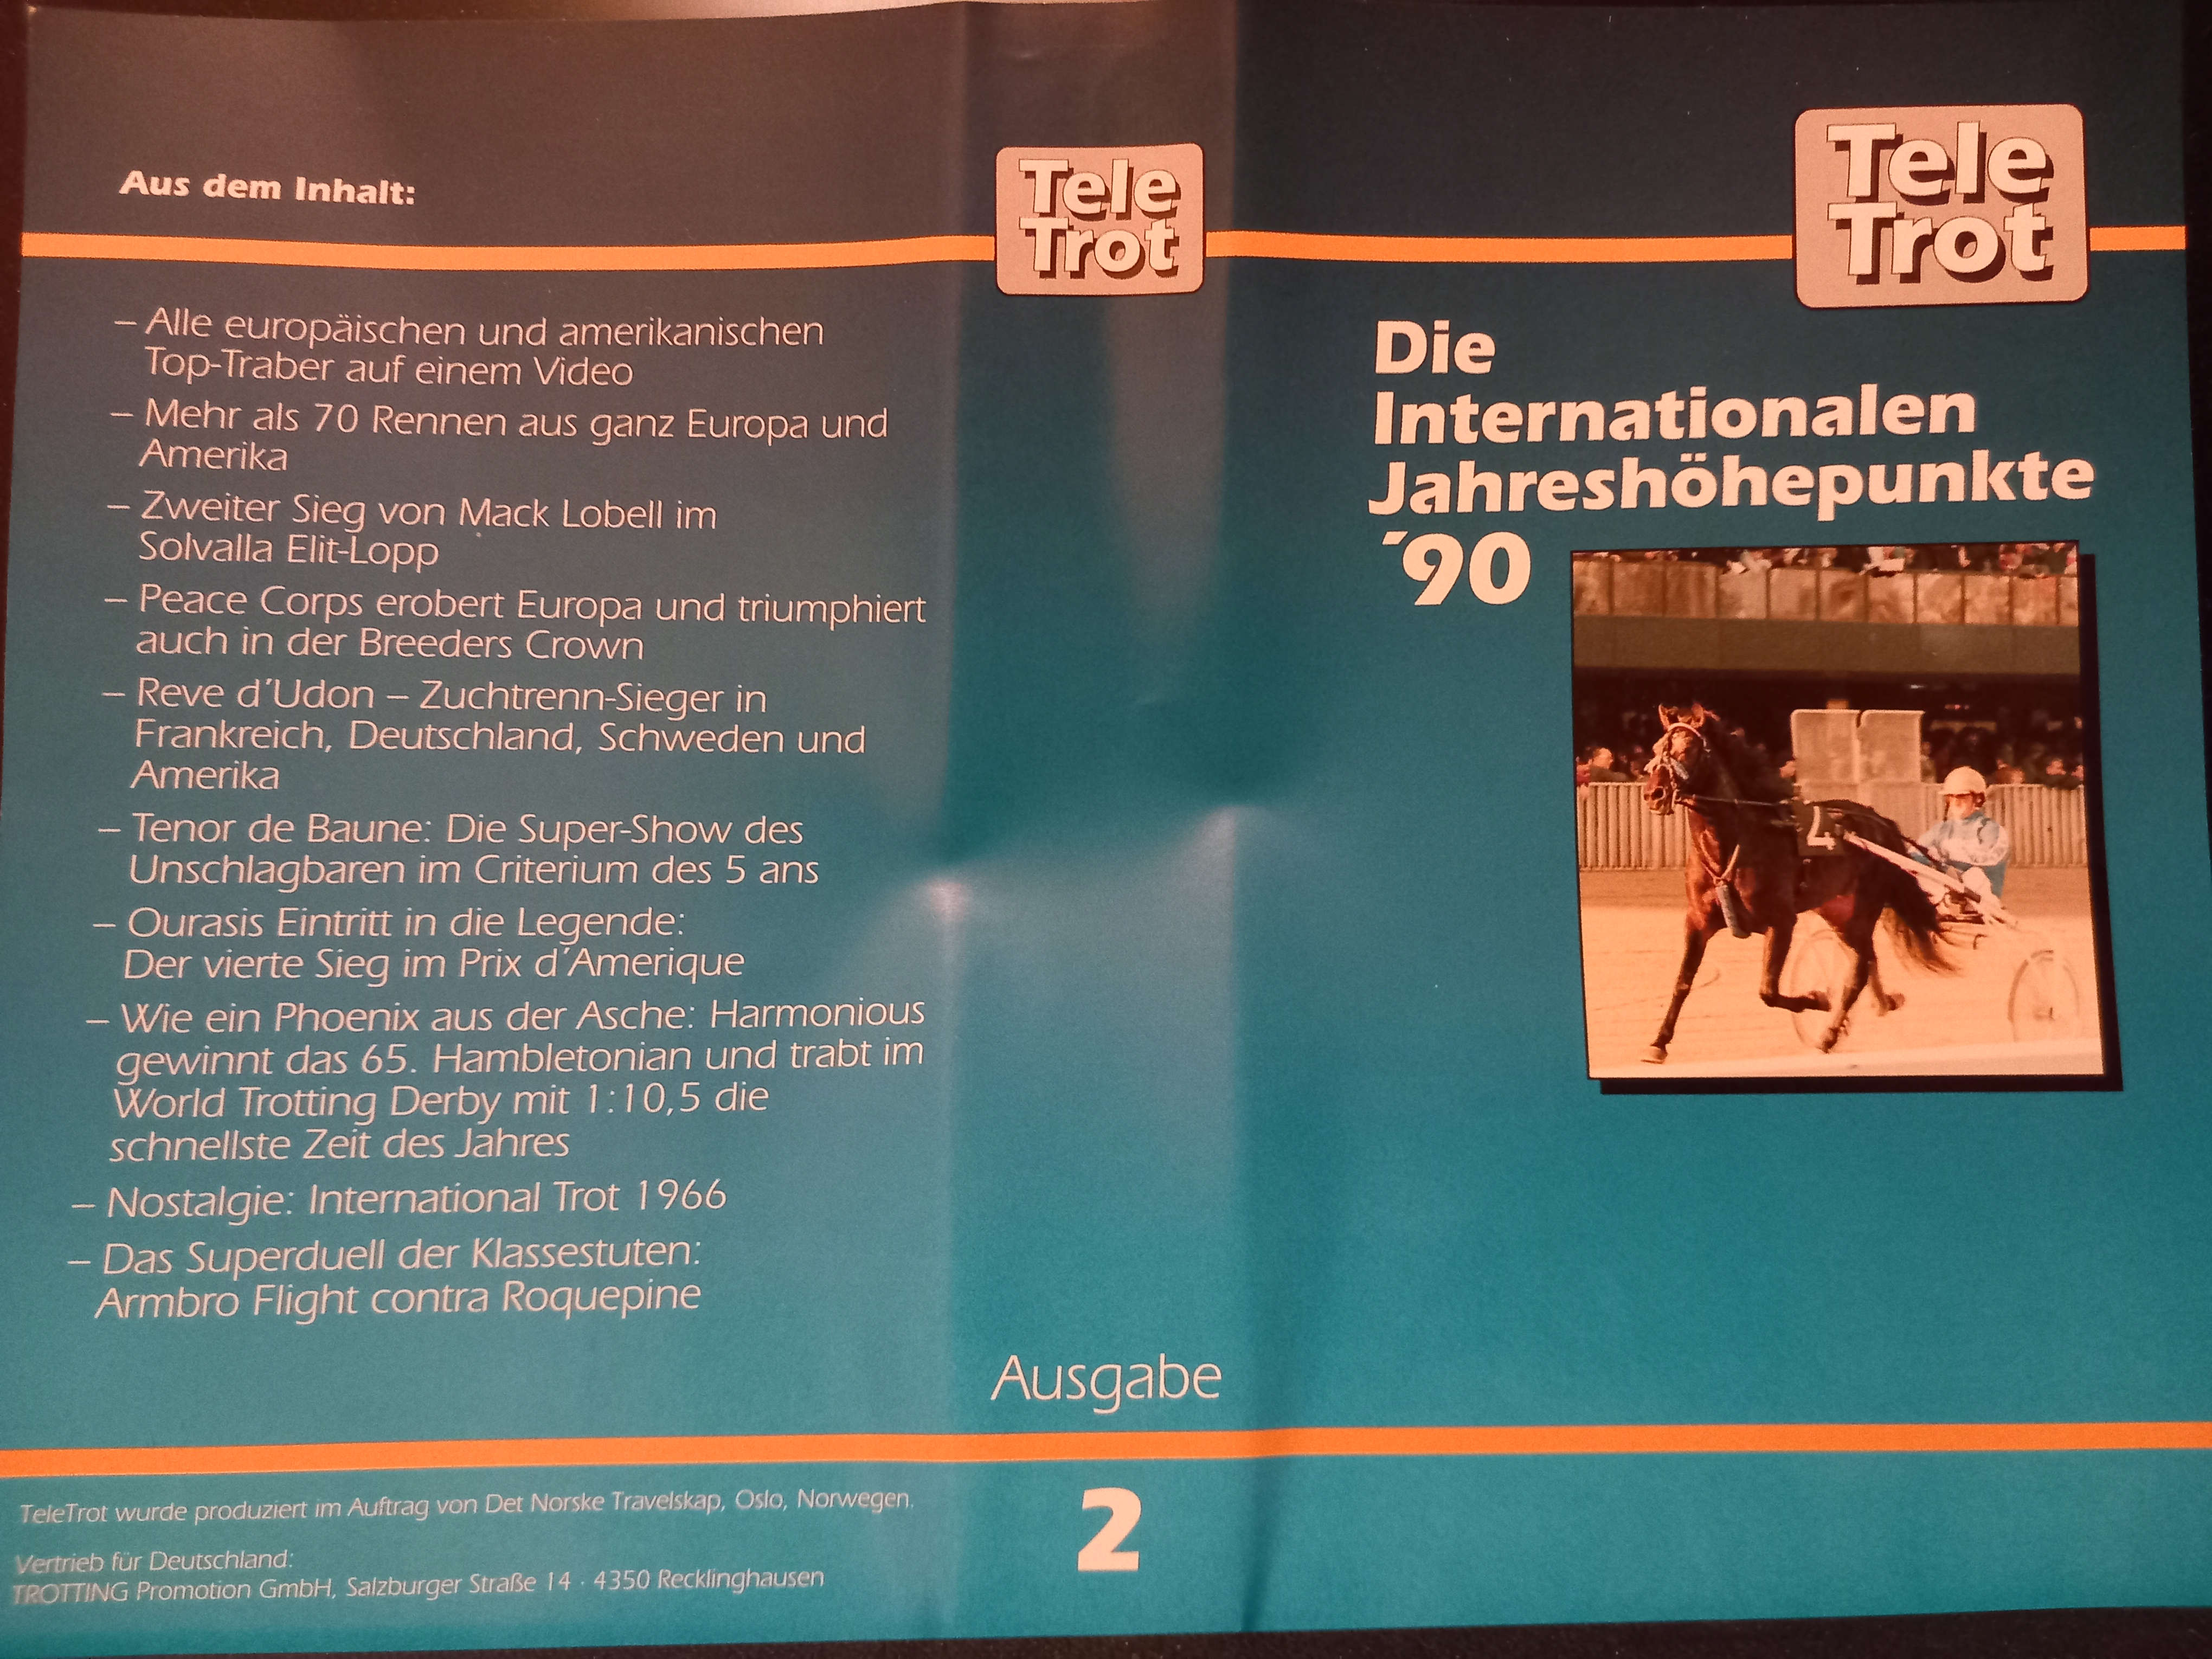 Aus dem Inhalt:
– Alle europäischen und amerikanischen
Top-Traber auf einem Video
– Mehr als 70 Rennen aus ganz Europa und
Amerika
– Zweiter Sieg von Mack Lobell im
Solvalla Elit-Lopp
– Peace Corps erobert Europa und triumphiert
auch in der Breeders Crown
– Reve d´Udon – Zuchtrenn-Sieger in
Frankreich, Deutschland, Schweden und
Amerika
– Tenor de Baune: Die Super-Show des
Unschlagbaren im Criterium des 5 ans
– Ourasis Eintritt in die Legende:
Der vierte Sieg im Prix d´Amerique
– Wie ein Phoenix aus der Asche: Harmonious
gewinnt das 65. Hambletonian und trabt im
World Trotting Derby mit 1:10,5 die
schnellste Zeit des Jahres
– Nostalgie: International Trot 1966
– Das Superduell der Klassestuten:
Armbro Flight contra Roquepine
TeleTrot wurde produziert im Auftrag von Det Norske Travelskap, Oslo, Norwegen.
Vertrieb für Deutschland:
TROTTING Promotion GmbH, Salzburger Straße 14 · 4350 Recklinghausen
Tele
Trot
Ausgabe
2
Tele
Trot
Die
Internationalen
Jahreshöhepunkte
´90
4